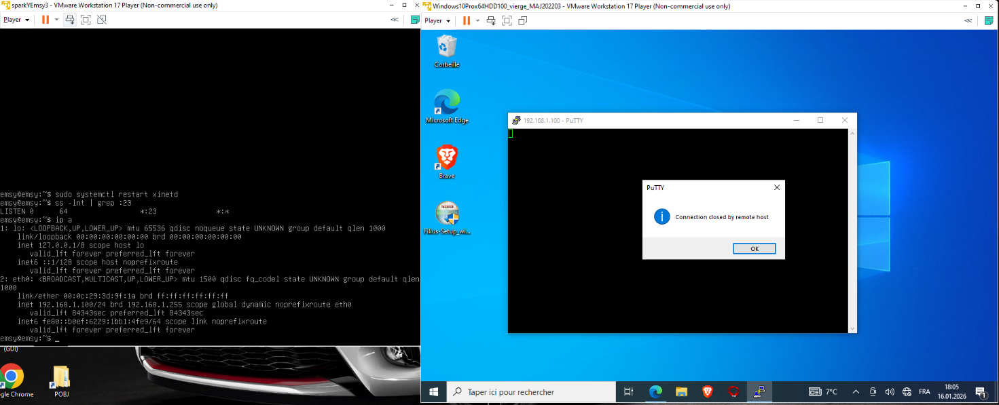 sparkYEmsy3 - VMware Workstation 17 Player (Non-commercial use only)
Player
emsy@emsy:~$ sudo systemctl restart xinetd
emsy@emsy:~$ ss -lnt | grep :23
LISTEN 0      64                 *:23              *:*
emsy@emsy:~$ ip a
1: lo: <LOOPBACK,UP,LOWER_UP> mtu 65536 qdisc noqueue state UNKNOWN group default qlen 1000
    link/loopback 00:00:00:00:00:00 brd 00:00:00:00:00:00
    inet 127.0.0.1/8 scope host lo
       valid_lft forever preferred_lft forever
    inet6 ::1/128 scope host noprefixroute
       valid_lft forever preferred_lft forever
2: eth0: <BROADCAST,MULTICAST,UP,LOWER_UP> mtu 1500 qdisc fq_codel state UNKNOWN group default qlen
1000
    link/ether 00:0c:29:3d:9f:1a brd ff:ff:ff:ff:ff:ff
    inet 192.168.1.100/24 brd 192.168.1.255 scope global dynamic noprefixroute eth0
       valid_lft 84343sec preferred_lft 84343sec
    inet6 fe80::b0ef:6229:1bb1:4fe9/64 scope link noprefixroute
       valid_lft forever preferred_lft forever
emsy@emsy:~$ _
(GUI)
gle Chrome
POBJ
Windows10Prox64HDD100_vierge_MAJ202203 - VMware Workstation 17 Player (Non-commercial use only)
Player
Corbeille
Microsoft Edge
Brave
Filius-Setup_wi...
192.168.1.100 - PuTTY
PuTTY
Connection closed by remote host
OK
Taper ici pour rechercher
7°C
FRA
18:05
16.01.2026
1